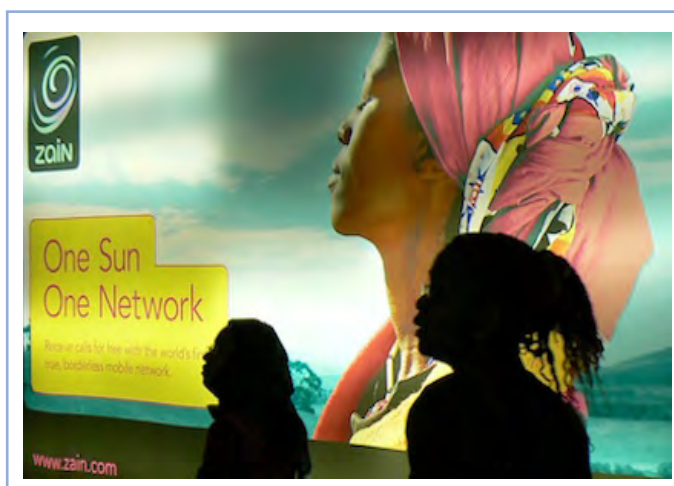 zain
One Sun
One Network
Receive calls for free with the world's
true, borderless mobile network.
www.zain.com